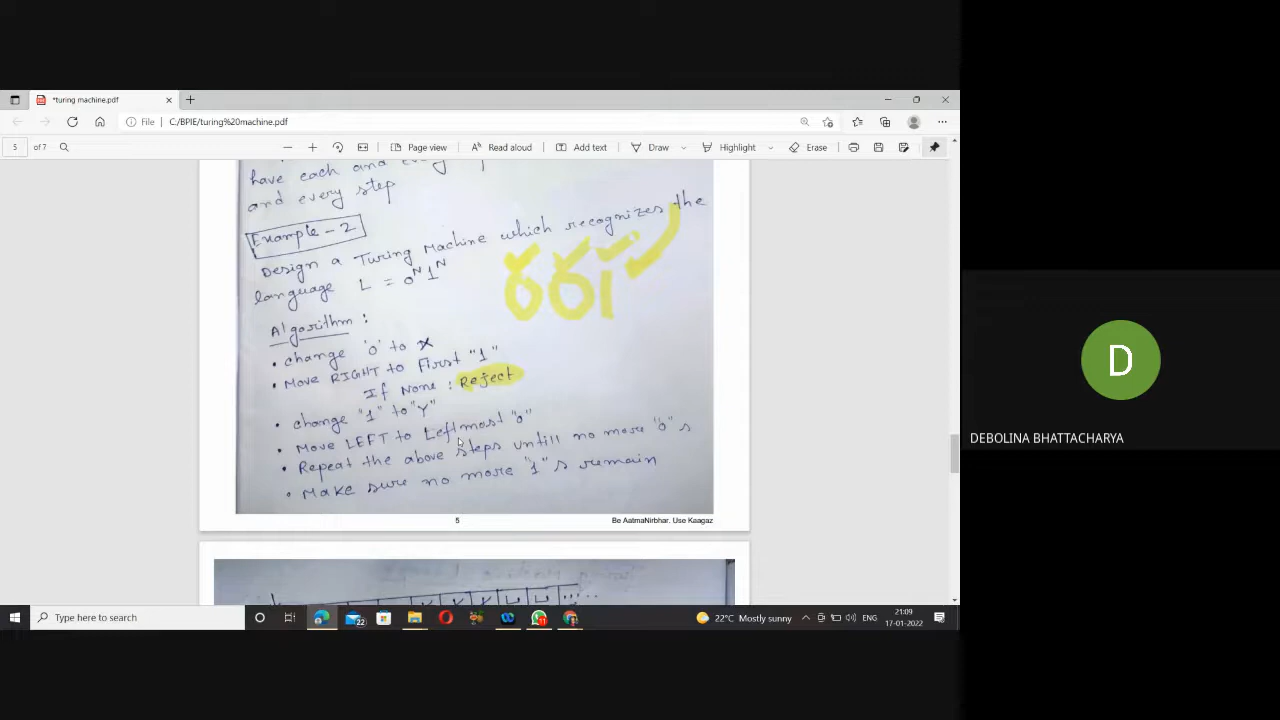 *turing machine.pdf
File
C:/BPIE/turing%20machine.pdf
5 of 7
Page view
Read aloud
Add text
Draw
Highlight
Erase
have each and every
and every step
Example - 2
Design a Turing Machine which recognizes the
language L = 0ᴺ1ᴺ
001
Algorithm :
• change '0' to X
• Move RIGHT to First "1"
If None : Reject
• change "1" to "Y"
• Move LEFT to Leftmost "0"
• Repeat the above steps untill no more "0"s
• Make sure no more "1"s remain
5
Be AatmaNirbhar, Use Kaagaz
D
DEBOLINA BHATTACHARYA
Type here to search
22
11
22°C Mostly sunny
ENG
21:09
17-01-2022